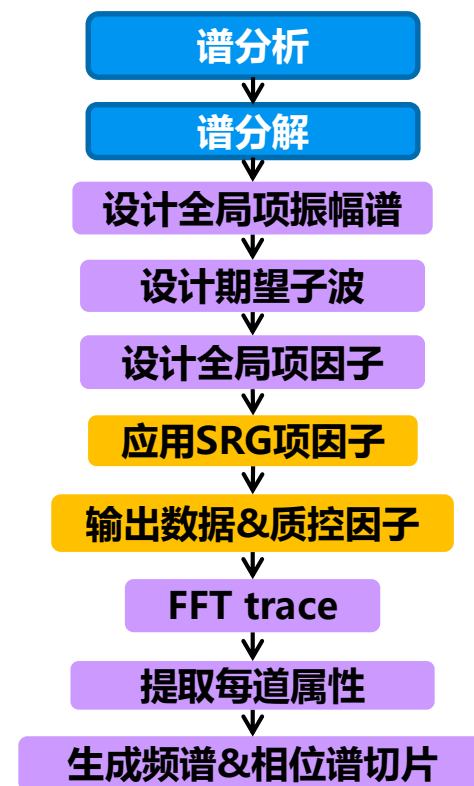 谱分析
谱分解
设计全局项振幅谱
设计期望子波
设计全局项因子
应用SRG项因子
输出数据&质控因子
FFT trace
提取每道属性
生成频谱&相位谱切片